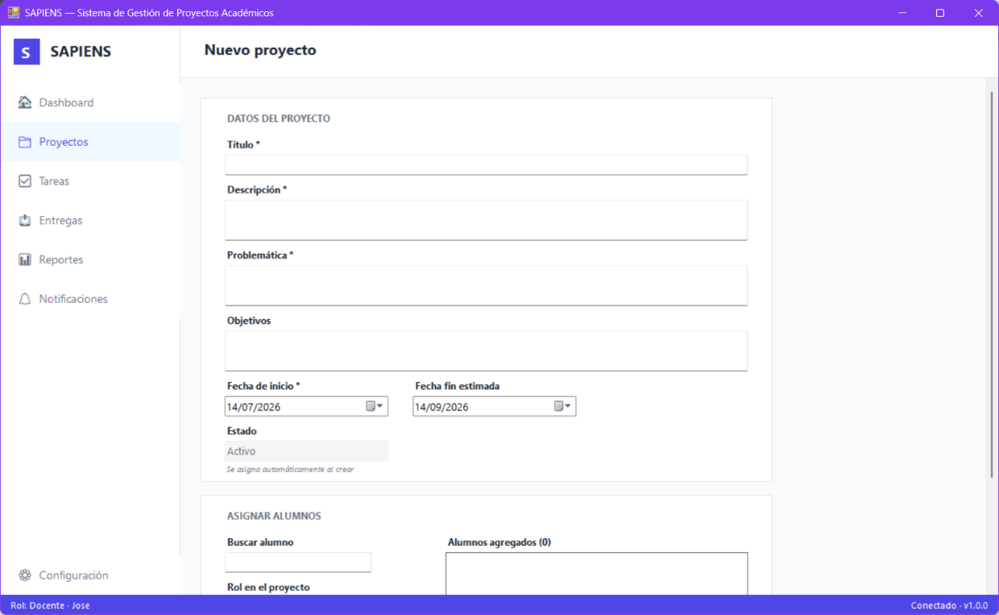 SAPIENS — Sistema de Gestión de Proyectos Académicos
S SAPIENS
Nuevo proyecto
Dashboard
Proyectos
Tareas
Entregas
Reportes
Notificaciones
Configuración
DATOS DEL PROYECTO
Título *
Descripción *
Problemática *
Objetivos
Fecha de inicio * Fecha fin estimada
14/07/2026 14/09/2026
Estado
Activo
Se asigna automáticamente al crear
ASIGNAR ALUMNOS
Buscar alumno Alumnos agregados (0)
Rol en el proyecto
Rol: Docente · Jose Conectado · v1.0.0